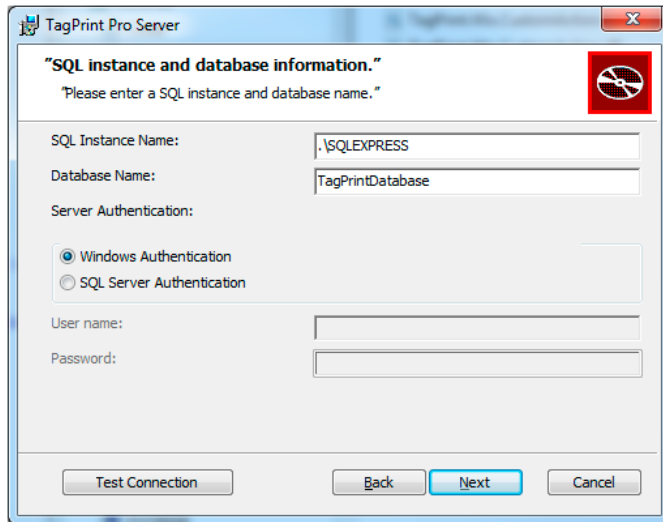 TagPrint Pro Server
"SQL instance and database information."
"Please enter a SQL instance and database name."
SQL Instance Name:
.\SQLEXPRESS
Database Name:
TagPrintDatabase
Server Authentication:
Windows Authentication
SQL Server Authentication
User name:
Password:
Test Connection
Back
Next
Cancel